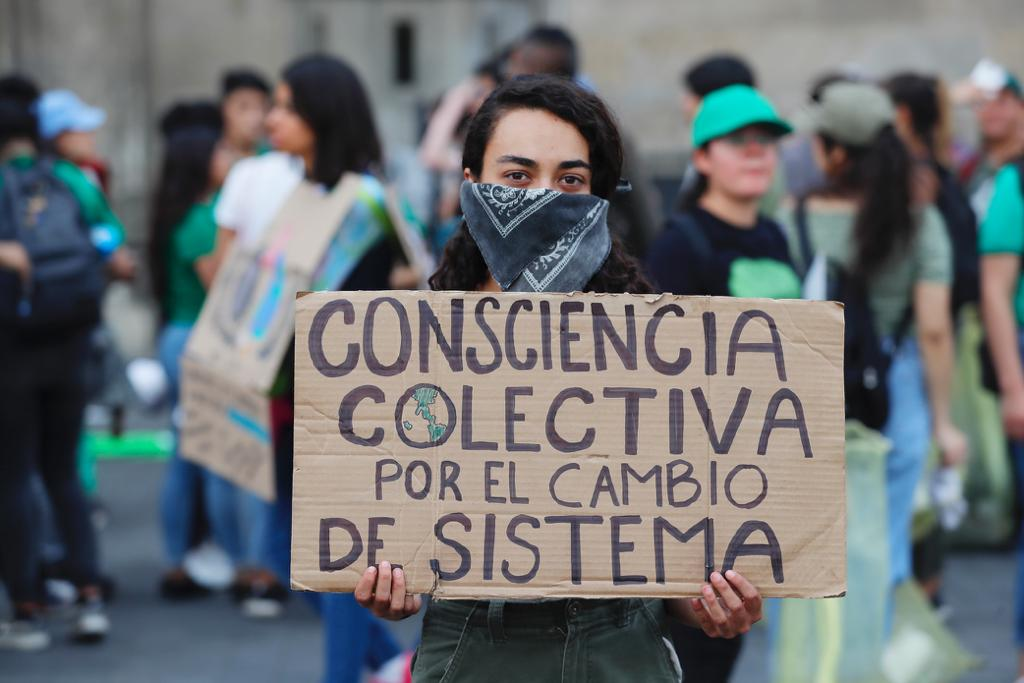 CONSCIENCIA
COLECTIVA
POR EL CAMBIO
DE SISTEMA